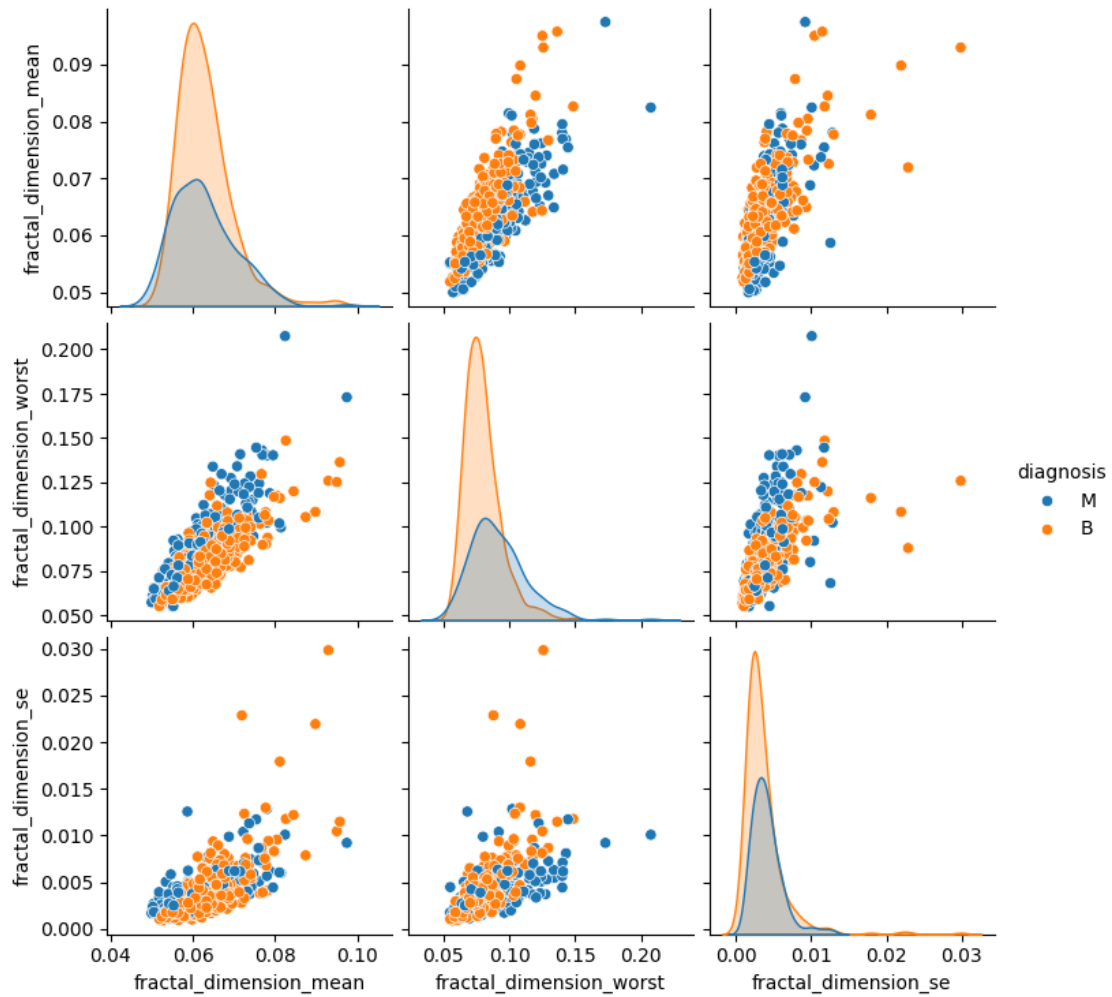 fractal_dimension_mean
0.09
0.08
0.07
0.06
0.05
fractal_dimension_worst
0.200
0.175
0.150
0.125
0.100
0.075
0.050
diagnosis
M
B
fractal_dimension_se
0.030
0.025
0.020
0.015
0.010
0.005
0.000
0.04 0.06 0.08 0.10
0.05 0.10 0.15 0.20
0.00 0.01 0.02 0.03
fractal_dimension_mean
fractal_dimension_worst
fractal_dimension_se